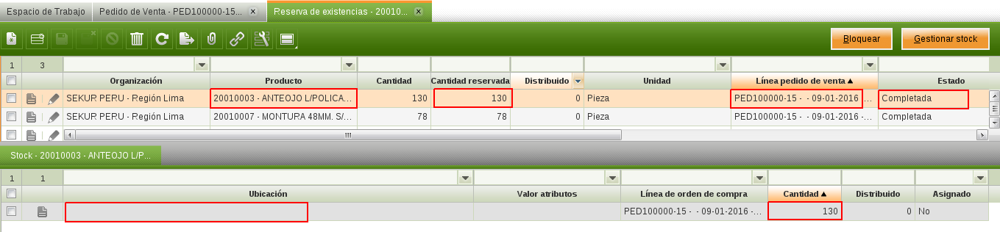 Espacio de Trabajo Pedido de Venta - PED100000-15... Reserva de existencias - 20010...
Bloquear Gestionar stock
1 3
Organización Producto Cantidad Cantidad reservada Distribuido Unidad Línea pedido de venta Estado
SEKUR PERU - Región Lima 20010003 - ANTEOJO L/POLICA... 130 130 0 Pieza PED100000-15 - - 09-01-2016 -... Completada
SEKUR PERU - Región Lima 20010007 - MONTURA 48MM. S/... 78 78 0 Pieza PED100000-15 - - 09-01-2016 -... Completada
Stock - 20010003 - ANTEOJO L/P...
1 1
Ubicación Valor atributos Línea de orden de compra Cantidad Distribuido Asignado
PED100000-15 - - 09-01-2016 -... 130 0 No